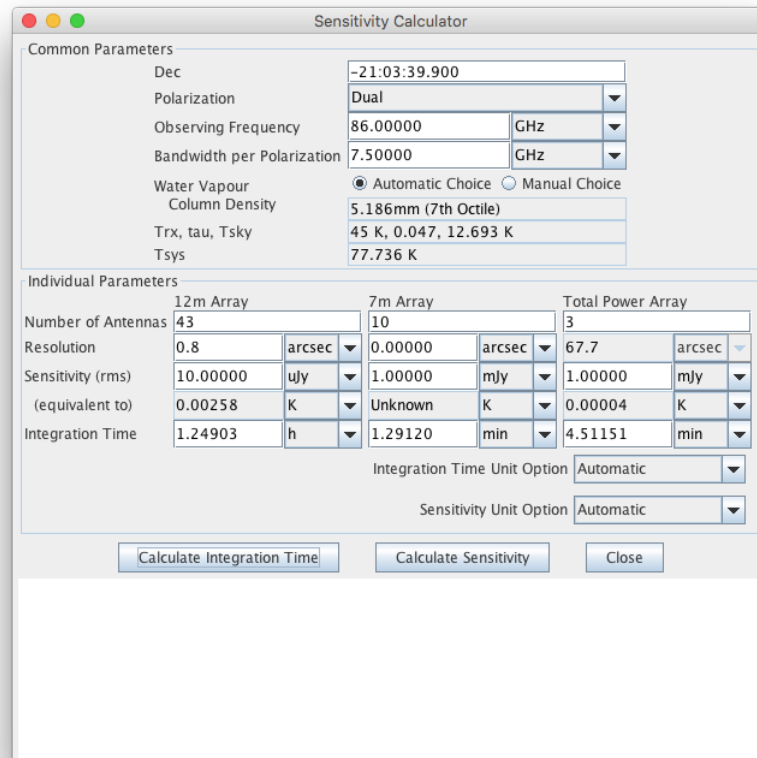 Sensitivity Calculator
Common Parameters
Dec -21:03:39.900
Polarization Dual
Observing Frequency 86.00000 GHz
Bandwidth per Polarization 7.50000 GHz
Water Vapour Automatic Choice Manual Choice
Column Density 5.186mm (7th Octile)
Trx, tau, Tsky 45 K, 0.047, 12.693 K
Tsys 77.736 K
Individual Parameters
12m Array 7m Array Total Power Array
Number of Antennas 43 10 3
Resolution 0.8 arcsec 0.00000 arcsec 67.7 arcsec
Sensitivity (rms) 10.00000 uJy 1.00000 mJy 1.00000 mJy
(equivalent to) 0.00258 K Unknown K 0.00004 K
Integration Time 1.24903 h 1.29120 min 4.51151 min
Integration Time Unit Option Automatic
Sensitivity Unit Option Automatic
Calculate Integration Time Calculate Sensitivity Close